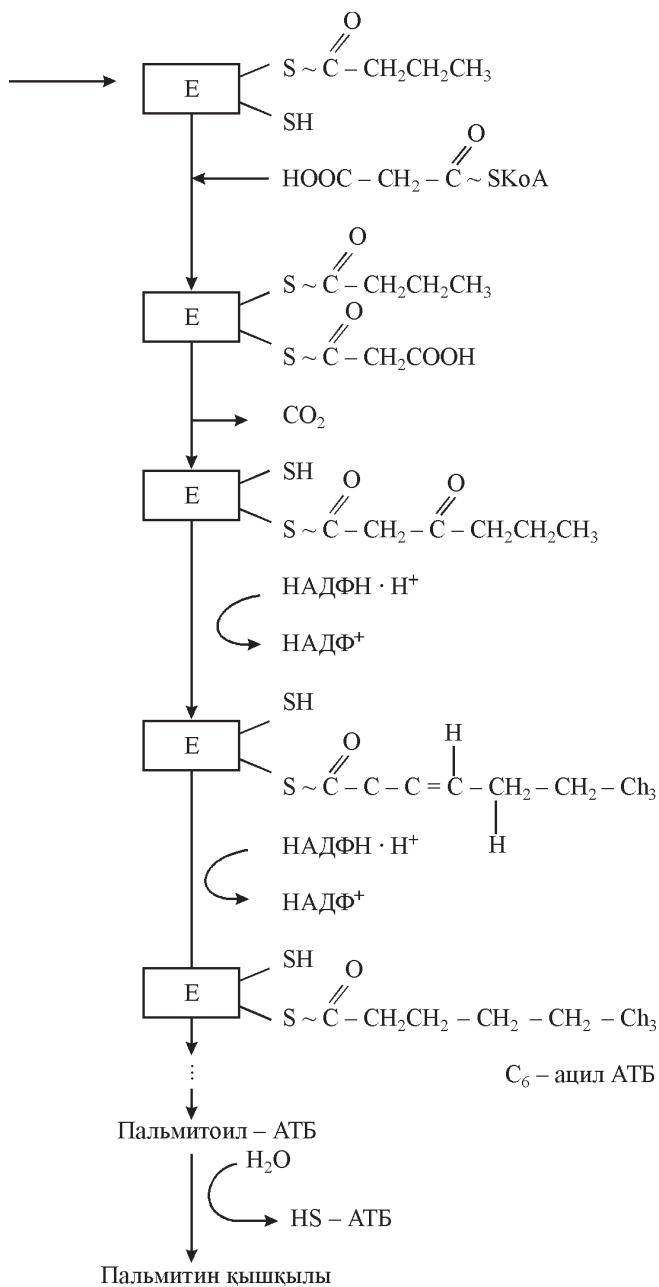 O
S ~ C – CH₂CH₂CH₃
E
SH
O
HOOC – CH₂ – C ~ SKoA
O
S ~ C – CH₂CH₂CH₃
E
O
S ~ C – CH₂COOH
CO₂
SH
E
O O
S ~ C – CH₂ – C – CH₂CH₂CH₃
НАДФН · Н⁺
НАДФ⁺
SH
E
O H
S ~ C – C – C = C – CH₂ – CH₂ – Ch₃
H
НАДФН · Н⁺
НАДФ⁺
SH
E
O
S ~ C – CH₂CH₂ – CH₂ – CH₂ – Ch₃
C₆ – ацил АТБ
⋮
Пальмитоил – АТБ
H₂O
HS – АТБ
Пальмитин қышқылы